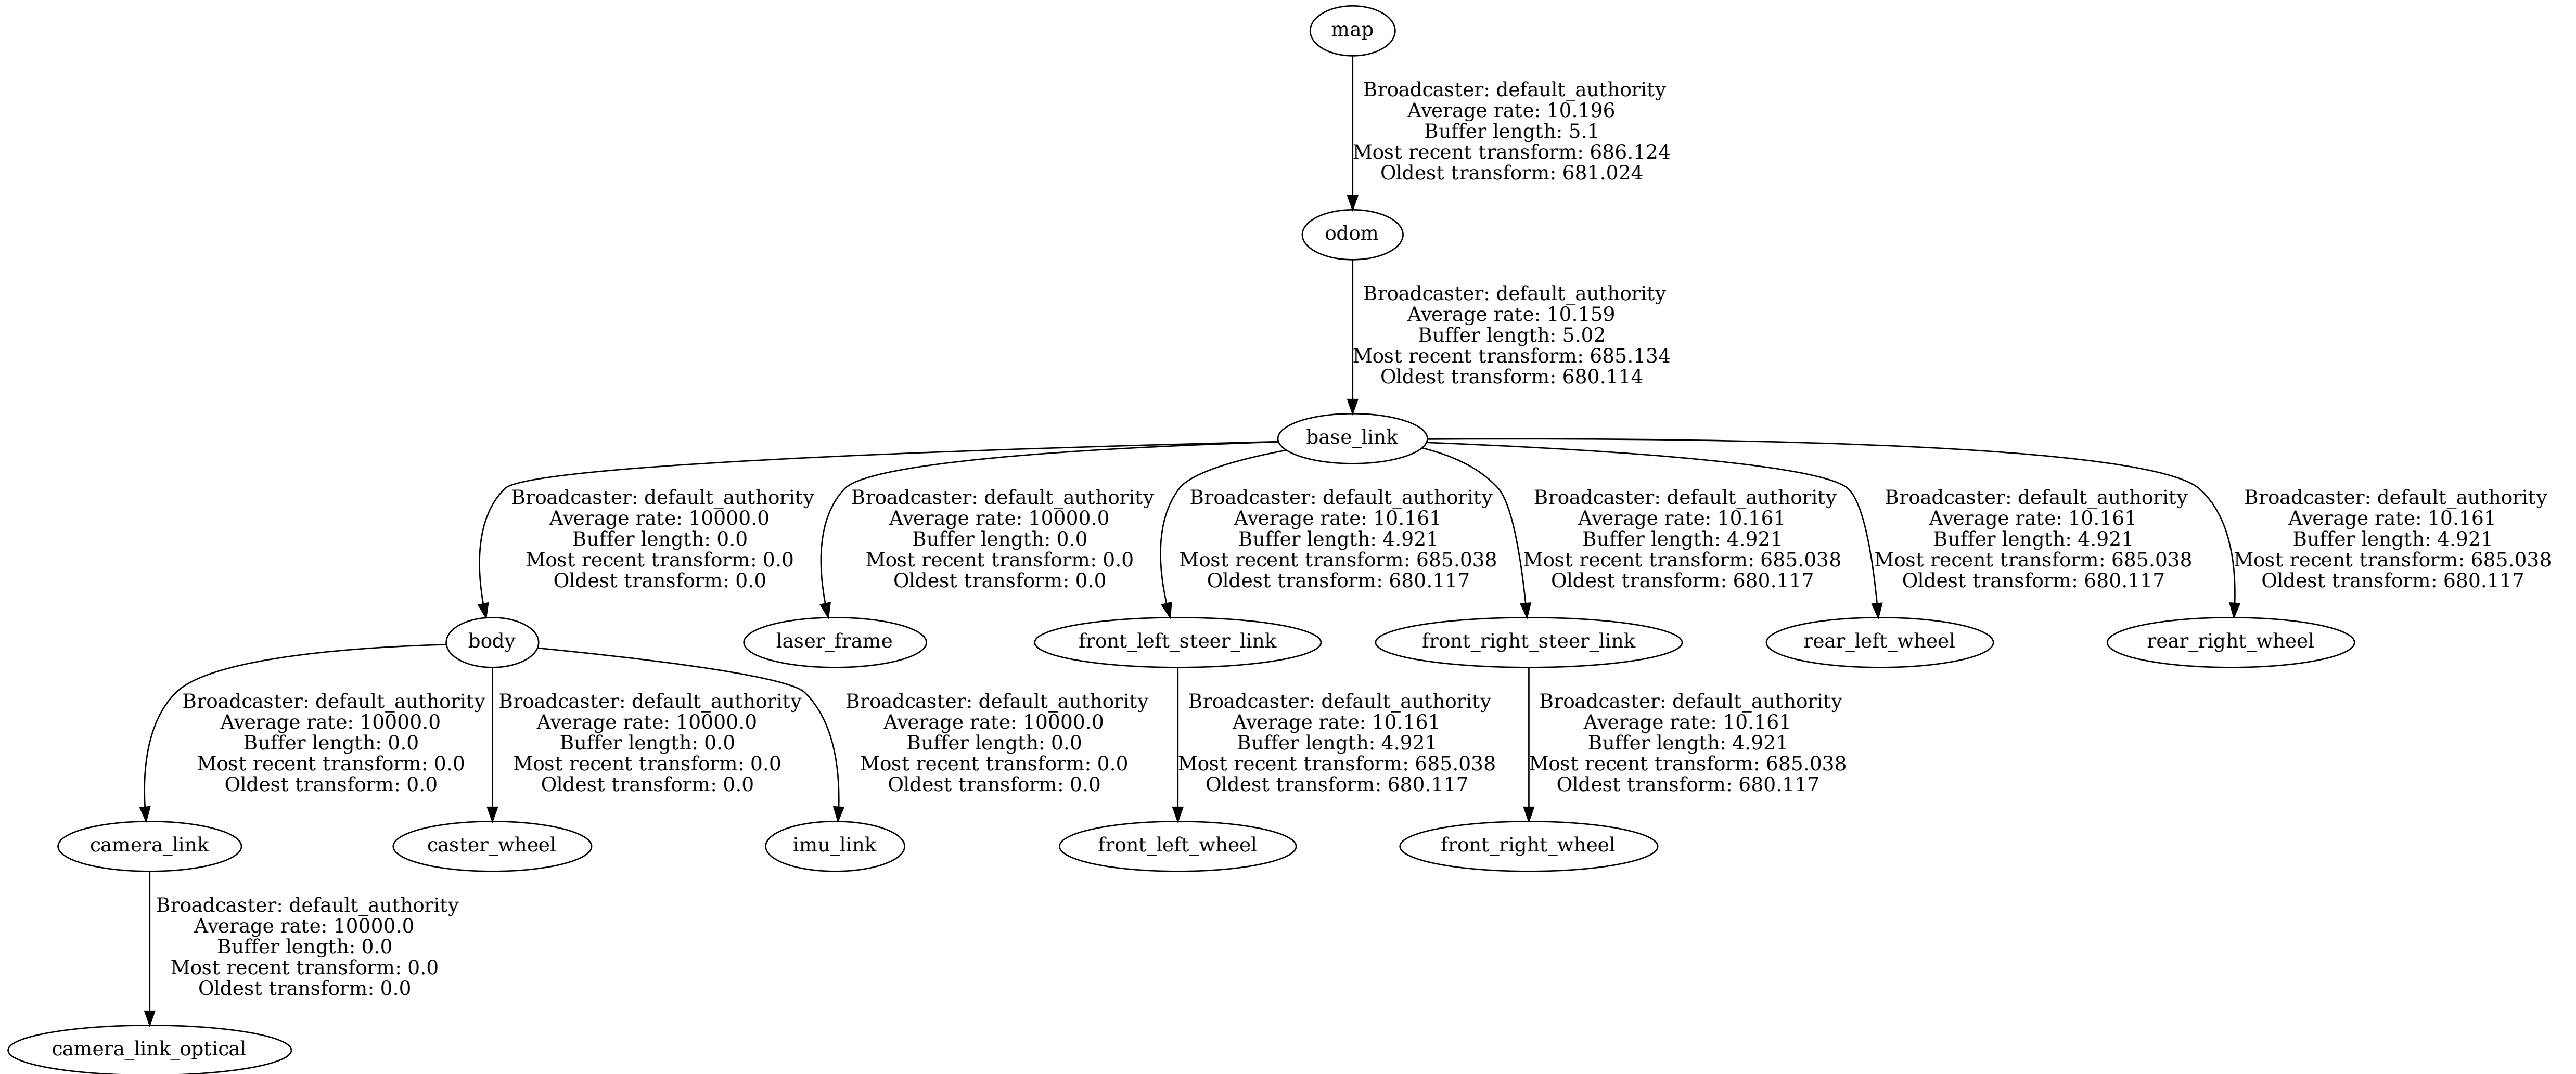 map
Broadcaster: default_authority
Average rate: 10.196
Buffer length: 5.1
Most recent transform: 686.124
Oldest transform: 681.024
odom
Broadcaster: default_authority
Average rate: 10.159
Buffer length: 5.02
Most recent transform: 685.134
Oldest transform: 680.114
base_link
Broadcaster: default_authority
Average rate: 10000.0
Buffer length: 0.0
Most recent transform: 0.0
Oldest transform: 0.0
Broadcaster: default_authority
Average rate: 10000.0
Buffer length: 0.0
Most recent transform: 0.0
Oldest transform: 0.0
Broadcaster: default_authority
Average rate: 10.161
Buffer length: 4.921
Most recent transform: 685.038
Oldest transform: 680.117
Broadcaster: default_authority
Average rate: 10.161
Buffer length: 4.921
Most recent transform: 685.038
Oldest transform: 680.117
Broadcaster: default_authority
Average rate: 10.161
Buffer length: 4.921
Most recent transform: 685.038
Oldest transform: 680.117
Broadcaster: default_authority
Average rate: 10.161
Buffer length: 4.921
Most recent transform: 685.038
Oldest transform: 680.117
body
laser_frame
front_left_steer_link
front_right_steer_link
rear_left_wheel
rear_right_wheel
Broadcaster: default_authority
Average rate: 10000.0
Buffer length: 0.0
Most recent transform: 0.0
Oldest transform: 0.0
Broadcaster: default_authority
Average rate: 10000.0
Buffer length: 0.0
Most recent transform: 0.0
Oldest transform: 0.0
Broadcaster: default_authority
Average rate: 10000.0
Buffer length: 0.0
Most recent transform: 0.0
Oldest transform: 0.0
Broadcaster: default_authority
Average rate: 10.161
Buffer length: 4.921
Most recent transform: 685.038
Oldest transform: 680.117
Broadcaster: default_authority
Average rate: 10.161
Buffer length: 4.921
Most recent transform: 685.038
Oldest transform: 680.117
camera_link
caster_wheel
imu_link
front_left_wheel
front_right_wheel
Broadcaster: default_authority
Average rate: 10000.0
Buffer length: 0.0
Most recent transform: 0.0
Oldest transform: 0.0
camera_link_optical